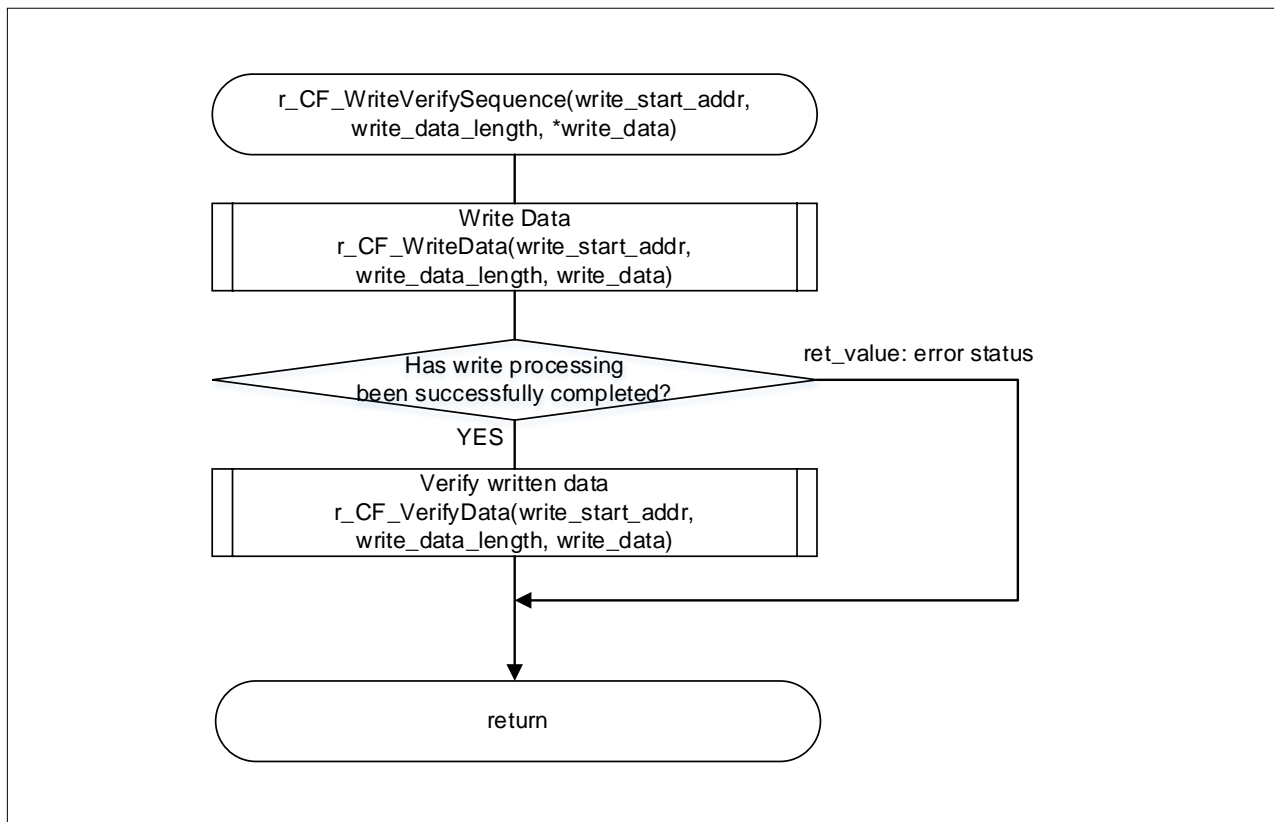 r_CF_WriteVerifySequence(write_start_addr,
write_data_length, *write_data)
Write Data
r_CF_WriteData(write_start_addr,
write_data_length, write_data)
Has write processing
been successfully completed?
ret_value: error status
YES
Verify written data
r_CF_VerifyData(write_start_addr,
write_data_length, write_data)
return